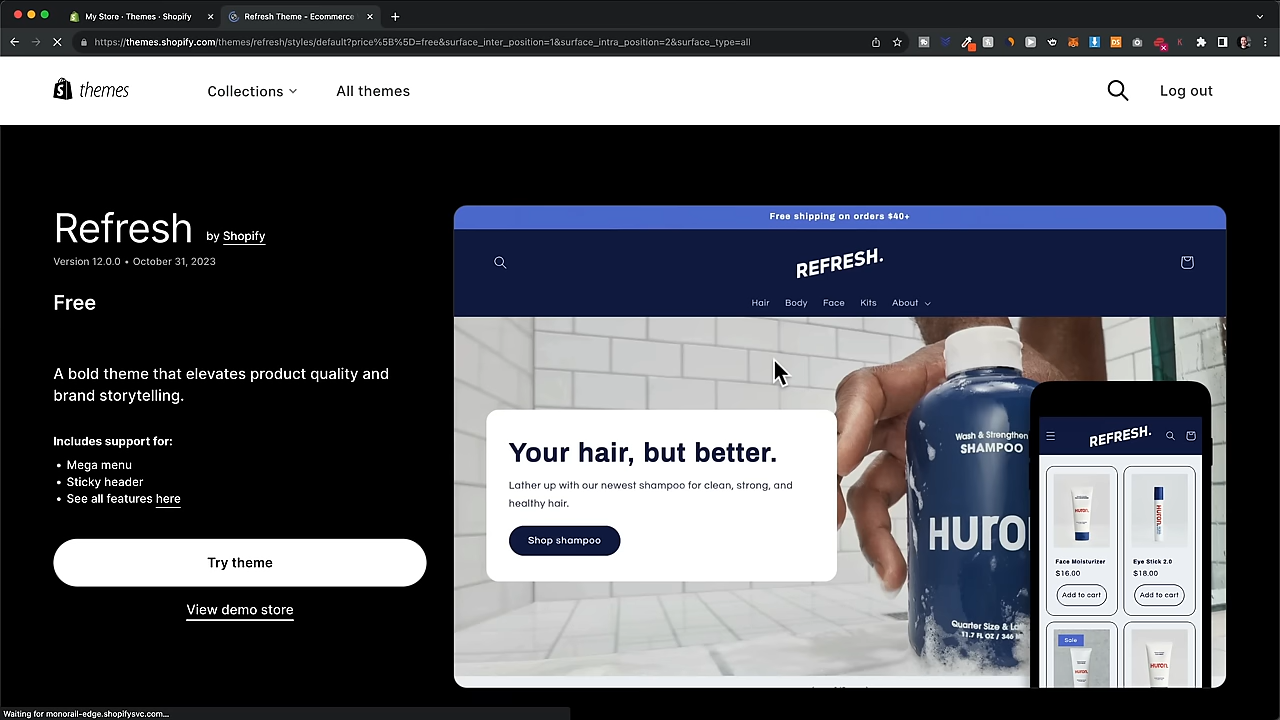 My Store · Themes · Shopify
Refresh Theme - Ecommerce
https://themes.shopify.com/themes/refresh/styles/default?price%5B%5D=free&surface_inter_position=1&surface_intra_position=2&surface_type=all
themes
Collections
All themes
Log out
Refresh by Shopify
Version 12.0.0 • October 31, 2023
Free
A bold theme that elevates product quality and
brand storytelling.
Includes support for:
• Mega menu
• Sticky header
• See all features here
Try theme
View demo store
Free shipping on orders $40+
REFRESH.
Hair Body Face Kits About
Your hair, but better.
Lather up with our newest shampoo for clean, strong, and
healthy hair.
Shop shampoo
Wash & Strengthen
SHAMPOO
HURON
Quarter Size &
11.7 FL OZ / 346
REFRESH.
HURON.
HURON.
Face Moisturizer
Eye Stick 2.0
$16.00
$18.00
Add to cart
Add to cart
Sale
HURON.
HURON.
Waiting for monorail-edge.shopifysvc.com...